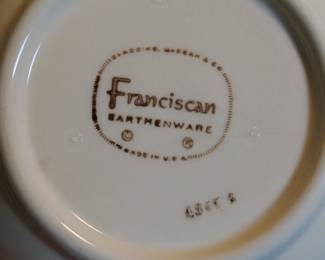 GLADDING, McBEAN & CO.
Franciscan
EARTHENWARE
MADE IN U.S.A.